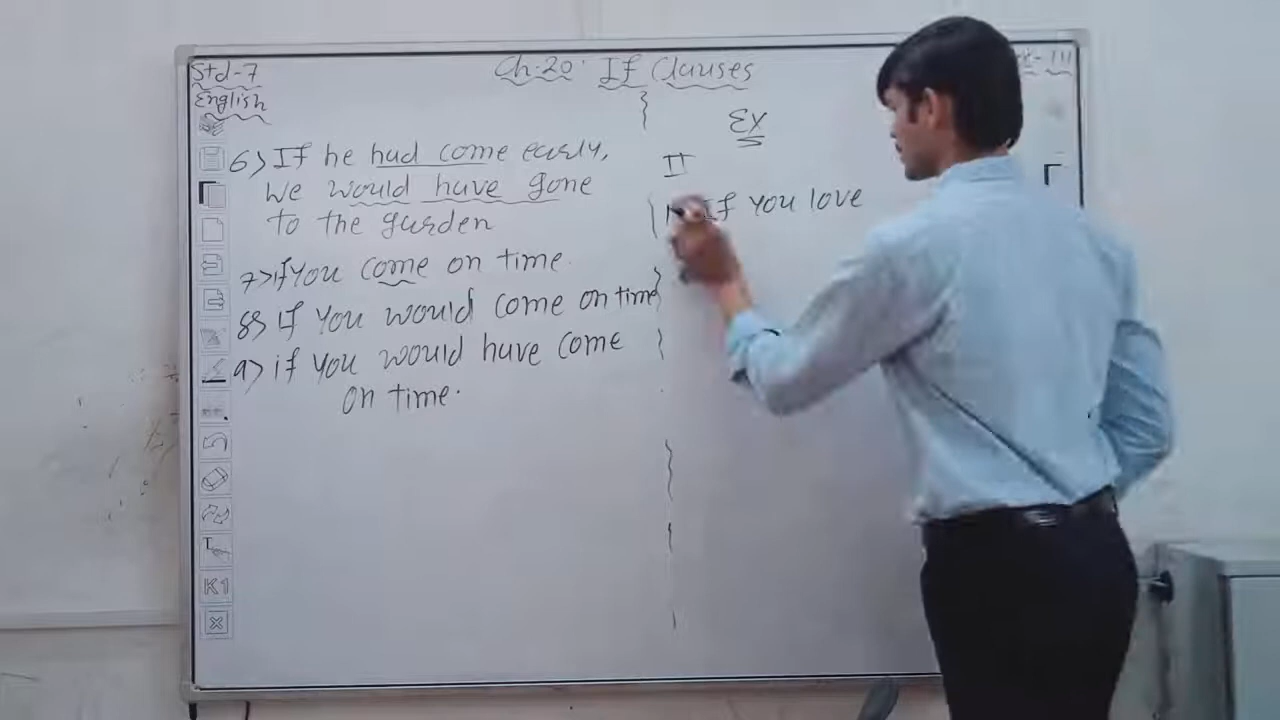 Std-7
English
Ch-20: If Clauses
Ex
6> If he had come early,
we would have gone
to the garden
7> if you come on time.
8> If you would come on time
9> if you would have come
on time.
II
If you love
K1